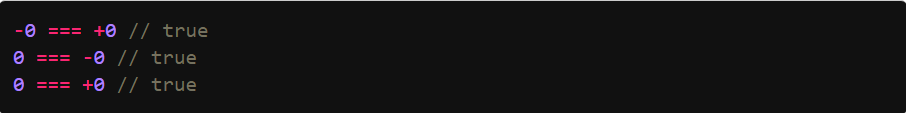 -0 === +0 // true
0 === -0 // true
0 === +0 // true